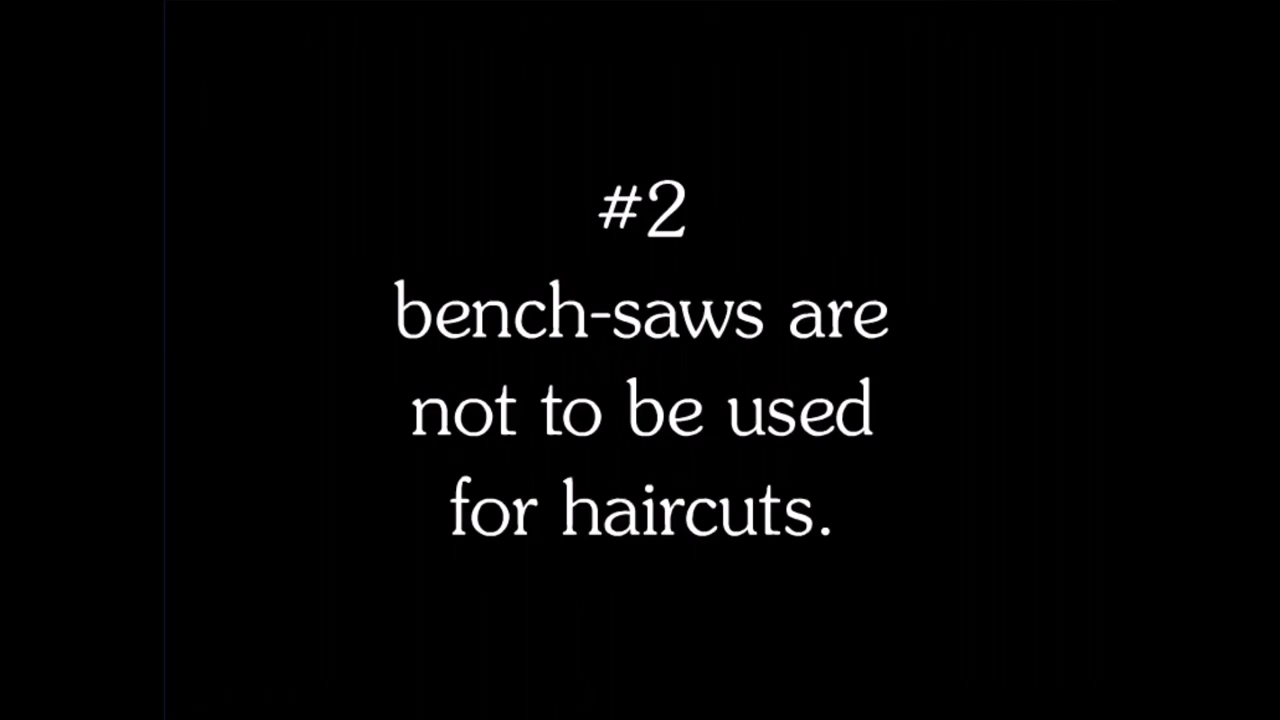 #2
bench-saws are
not to be used
for haircuts.